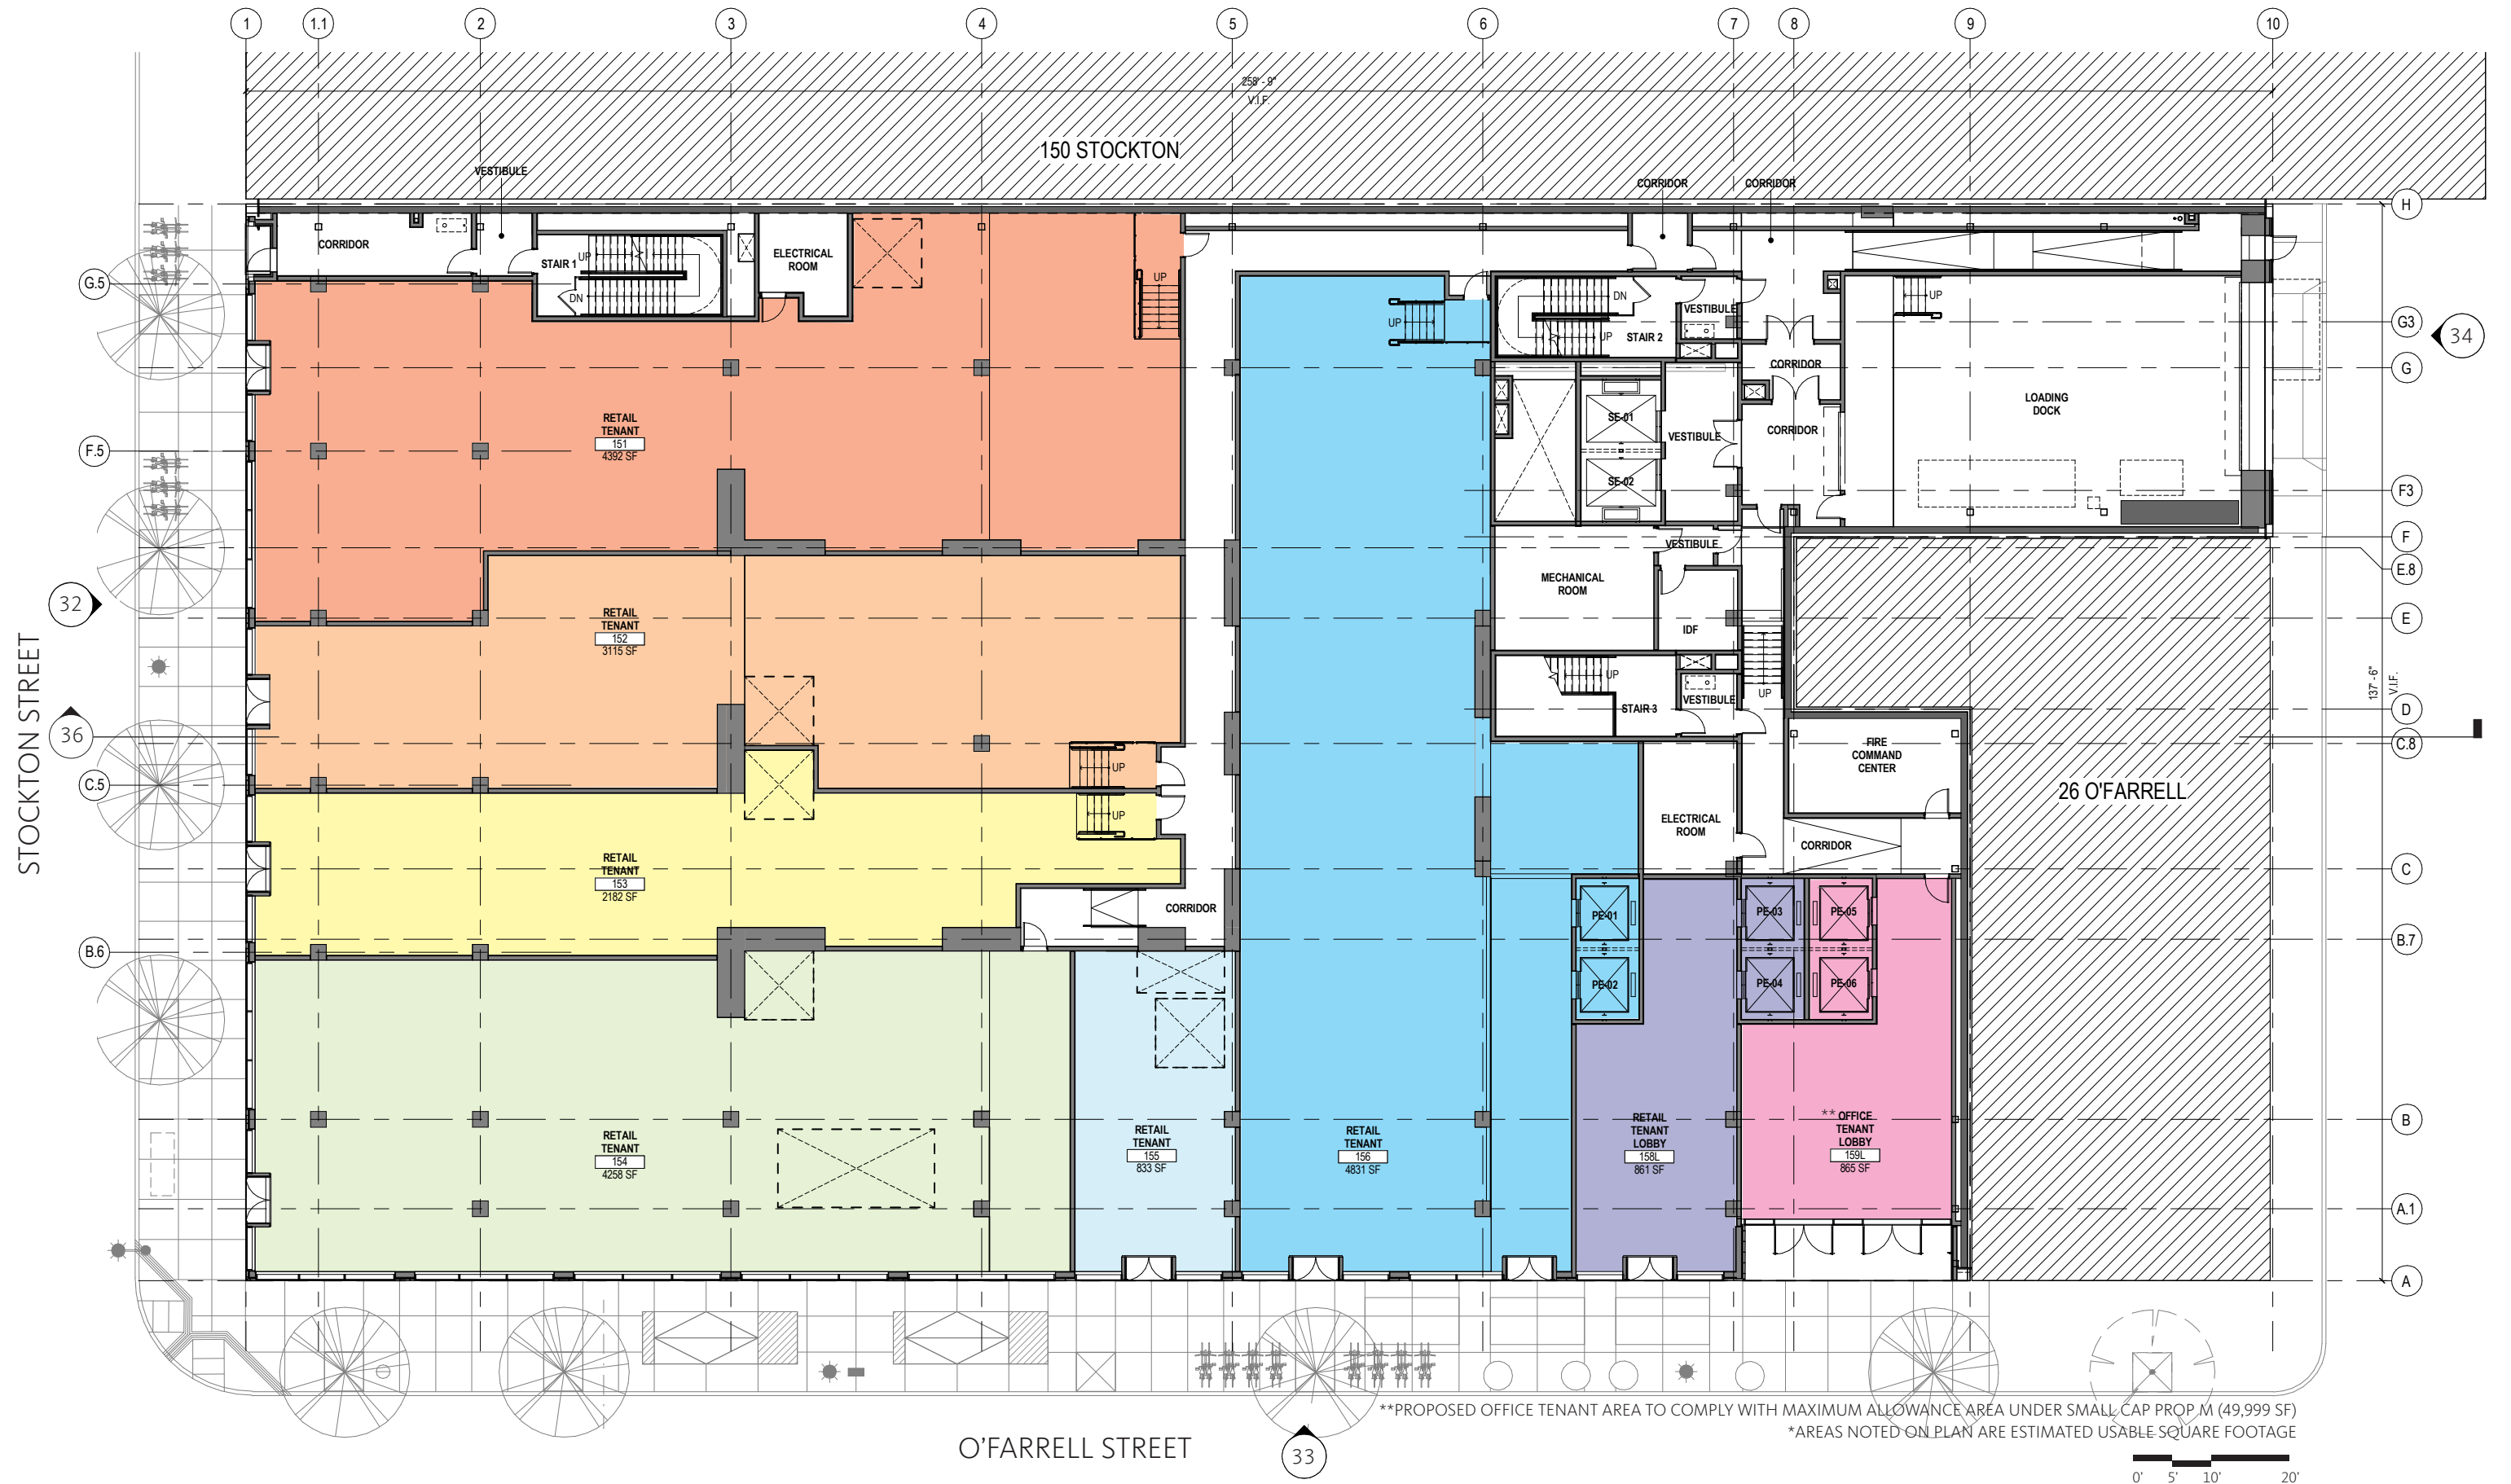 1 1.1 2 3 4 5 6 7 8 9 10
258' - 9"
V.I.F.
150 STOCKTON
VESTIBULE
CORRIDOR CORRIDOR
H
CORRIDOR
STAIR 1
UP
DN
ELECTRICAL
ROOM
UP
UP
DN
UP
STAIR 2
VESTIBULE
UP
G.5
G3
34
CORRIDOR
G
RETAIL
TENANT
151
4392 SF
SE-01
SE-02
VESTIBULE
CORRIDOR
LOADING
DOCK
F.5
F3
F
VESTIBULE
E.8
MECHANICAL
ROOM
32
RETAIL
TENANT
152
3115 SF
IDF
E
STOCKTON STREET
UP
STAIR 3
VESTIBULE
UP
137' - 6"
V.I.F.
D
36
FIRE
COMMAND
CENTER
C.8
UP
C.5
26 O'FARRELL
UP
ELECTRICAL
ROOM
CORRIDOR
RETAIL
TENANT
153
2182 SF
C
CORRIDOR
PE-01
PE-03
PE-05
B.6
B.7
PE-02
PE-04
PE-06
B
RETAIL
TENANT
154
4258 SF
RETAIL
TENANT
155
833 SF
RETAIL
TENANT
156
4831 SF
RETAIL
TENANT
LOBBY
158L
861 SF
** OFFICE
TENANT
LOBBY
159L
865 SF
A.1
A
**PROPOSED OFFICE TENANT AREA TO COMPLY WITH MAXIMUM ALLOWANCE AREA UNDER SMALL CAP PROP M (49,999 SF)
*AREAS NOTED ON PLAN ARE ESTIMATED USABLE SQUARE FOOTAGE
O'FARRELL STREET
33
0' 5' 10' 20'